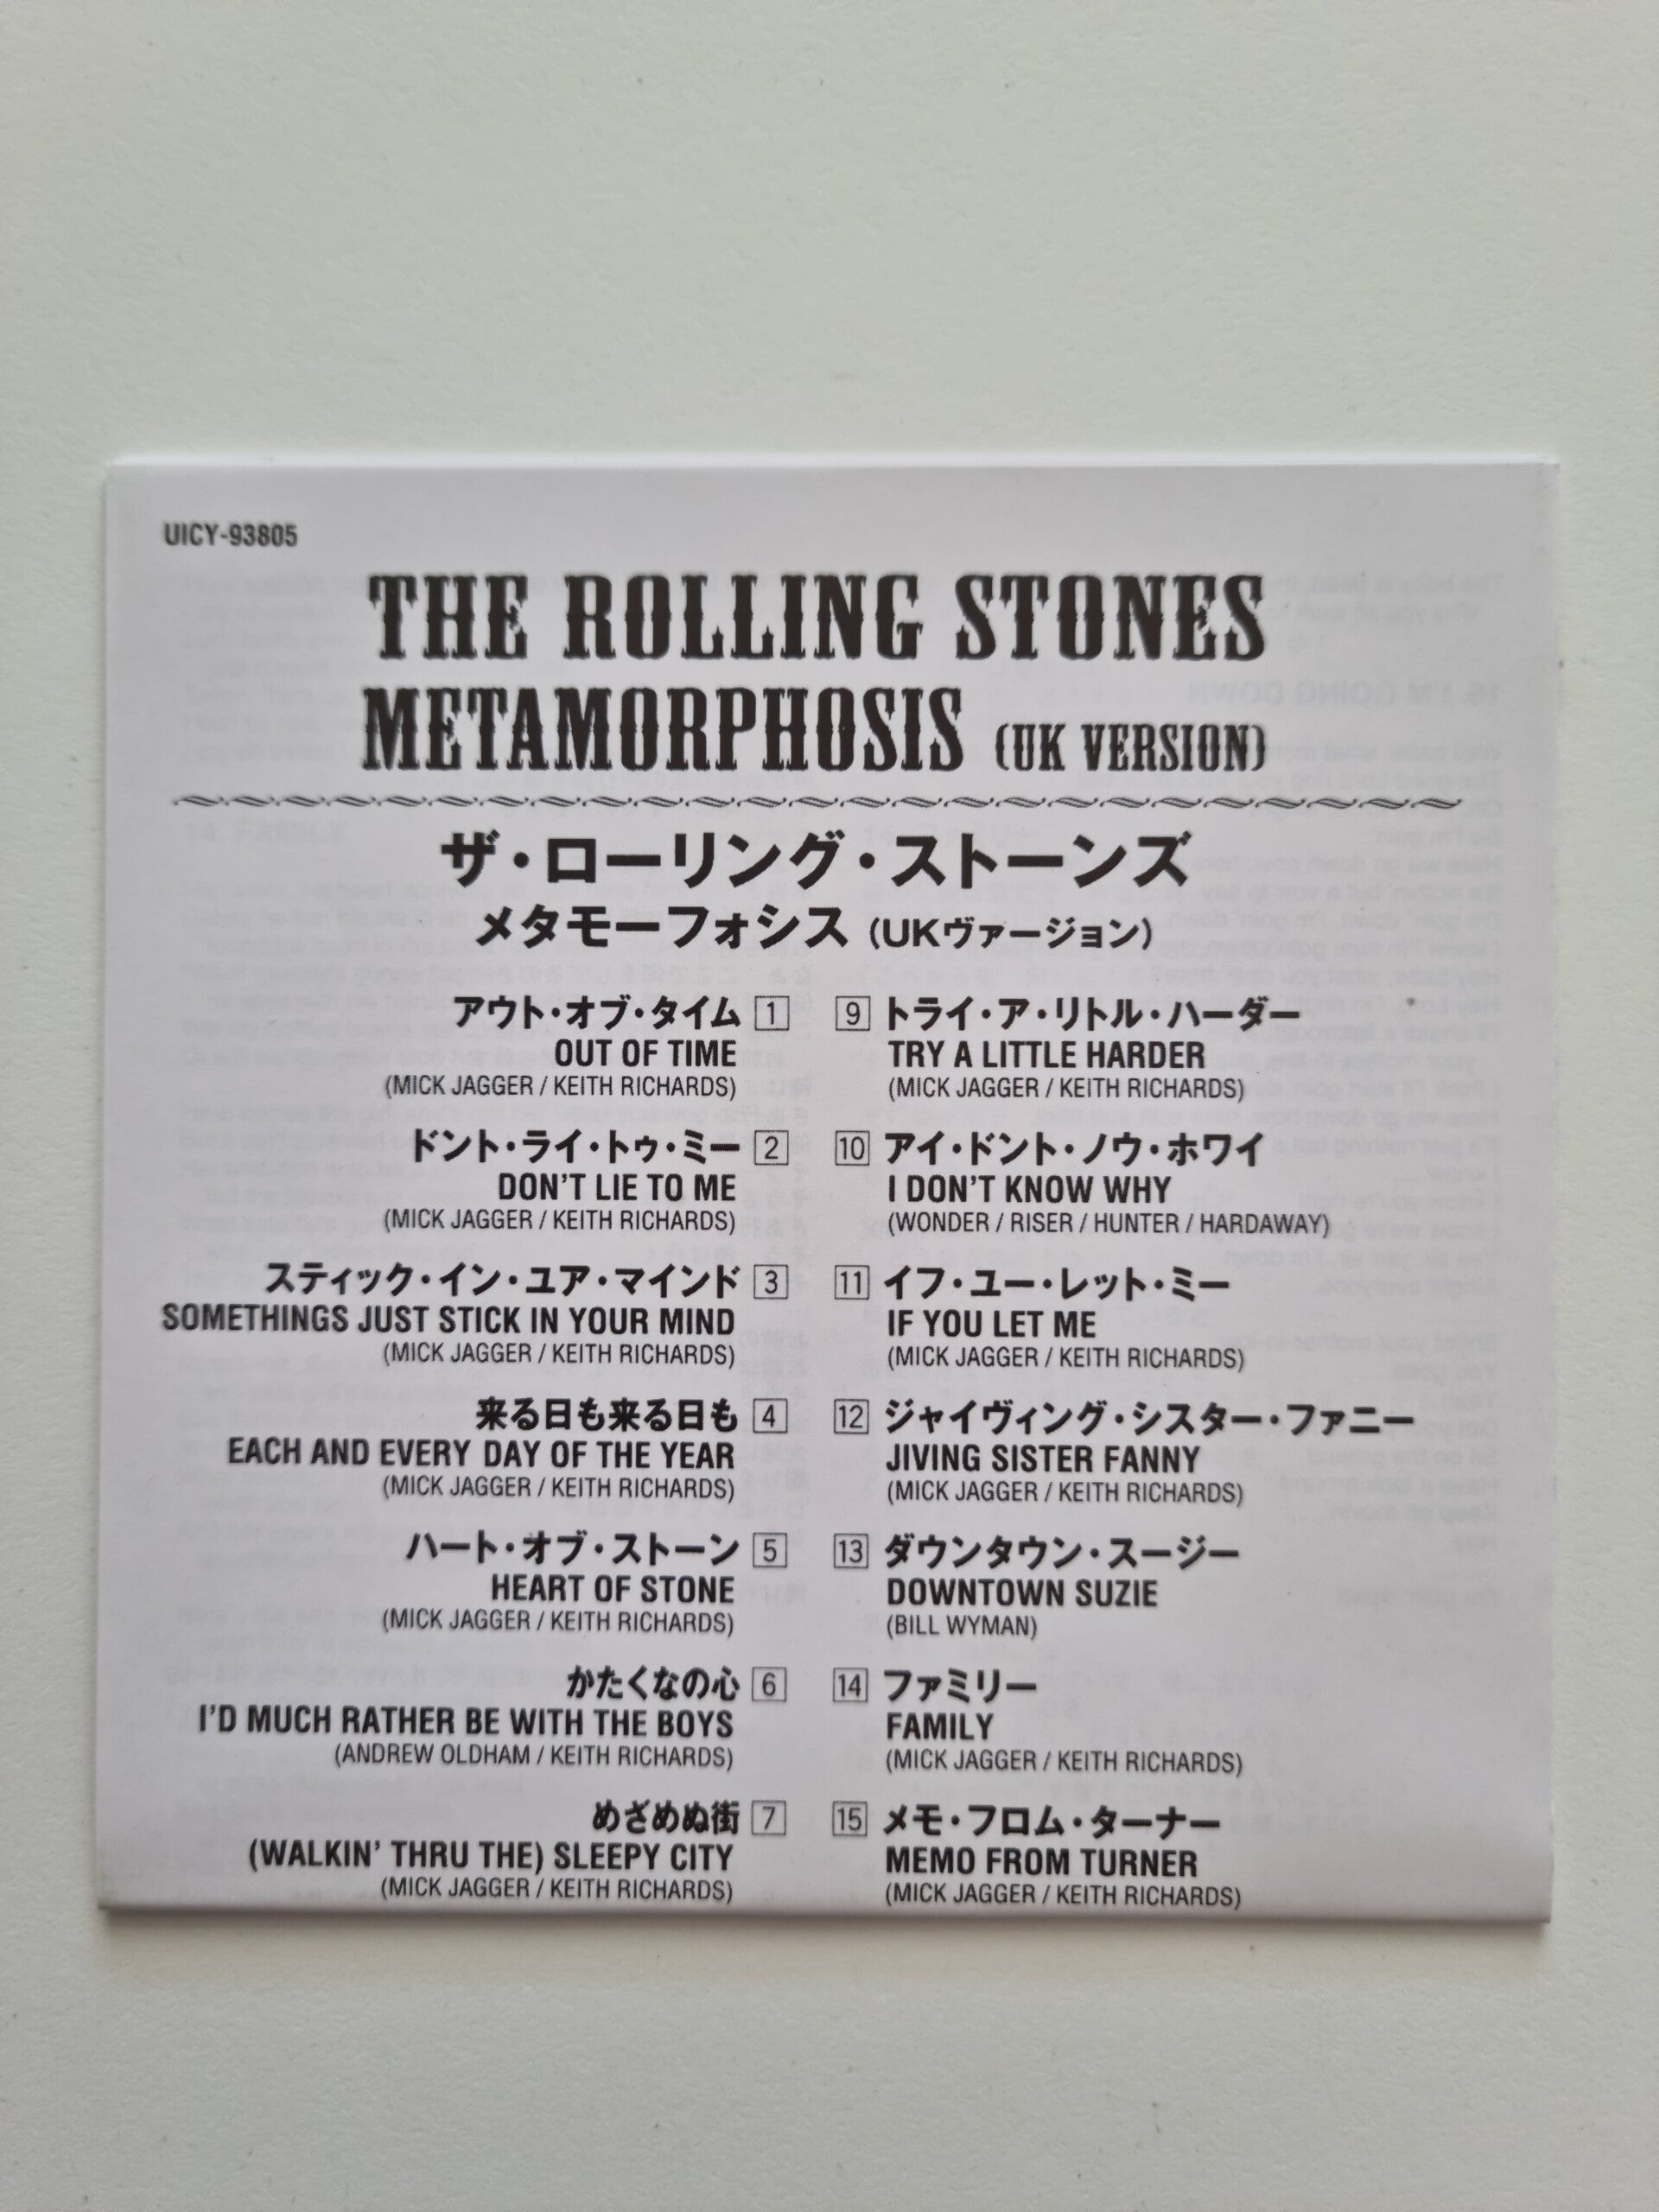 UICY-93805
THE ROLLING STONES
METAMORPHOSIS (UK VERSION)
ザ・ローリング・ストーンズ
メタモーフォシス (UKヴァージョン)
アウト・オブ・タイム 1
OUT OF TIME
(MICK JAGGER / KEITH RICHARDS)
ドント・ライ・トゥ・ミー 2
DON'T LIE TO ME
(MICK JAGGER / KEITH RICHARDS)
スティック・イン・ユア・マインド 3
SOMETHINGS JUST STICK IN YOUR MIND
(MICK JAGGER / KEITH RICHARDS)
来る日も来る日も 4
EACH AND EVERY DAY OF THE YEAR
(MICK JAGGER / KEITH RICHARDS)
ハート・オブ・ストーン 5
HEART OF STONE
(MICK JAGGER / KEITH RICHARDS)
かたくなの心 6
I'D MUCH RATHER BE WITH THE BOYS
(ANDREW OLDHAM / KEITH RICHARDS)
めざめぬ街 7
(WALKIN' THRU THE) SLEEPY CITY
(MICK JAGGER / KEITH RICHARDS)
9 トライ・ア・リトル・ハーダー
TRY A LITTLE HARDER
(MICK JAGGER / KEITH RICHARDS)
10 アイ・ドント・ノウ・ホワイ
I DON'T KNOW WHY
(WONDER / RISER / HUNTER / HARDAWAY)
11 イフ・ユー・レット・ミー
IF YOU LET ME
(MICK JAGGER / KEITH RICHARDS)
12 ジャイヴィング・シスター・ファニー
JIVING SISTER FANNY
(MICK JAGGER / KEITH RICHARDS)
13 ダウンタウン・スージー
DOWNTOWN SUZIE
(BILL WYMAN)
14 ファミリー
FAMILY
(MICK JAGGER / KEITH RICHARDS)
15 メモ・フロム・ターナー
MEMO FROM TURNER
(MICK JAGGER / KEITH RICHARDS)